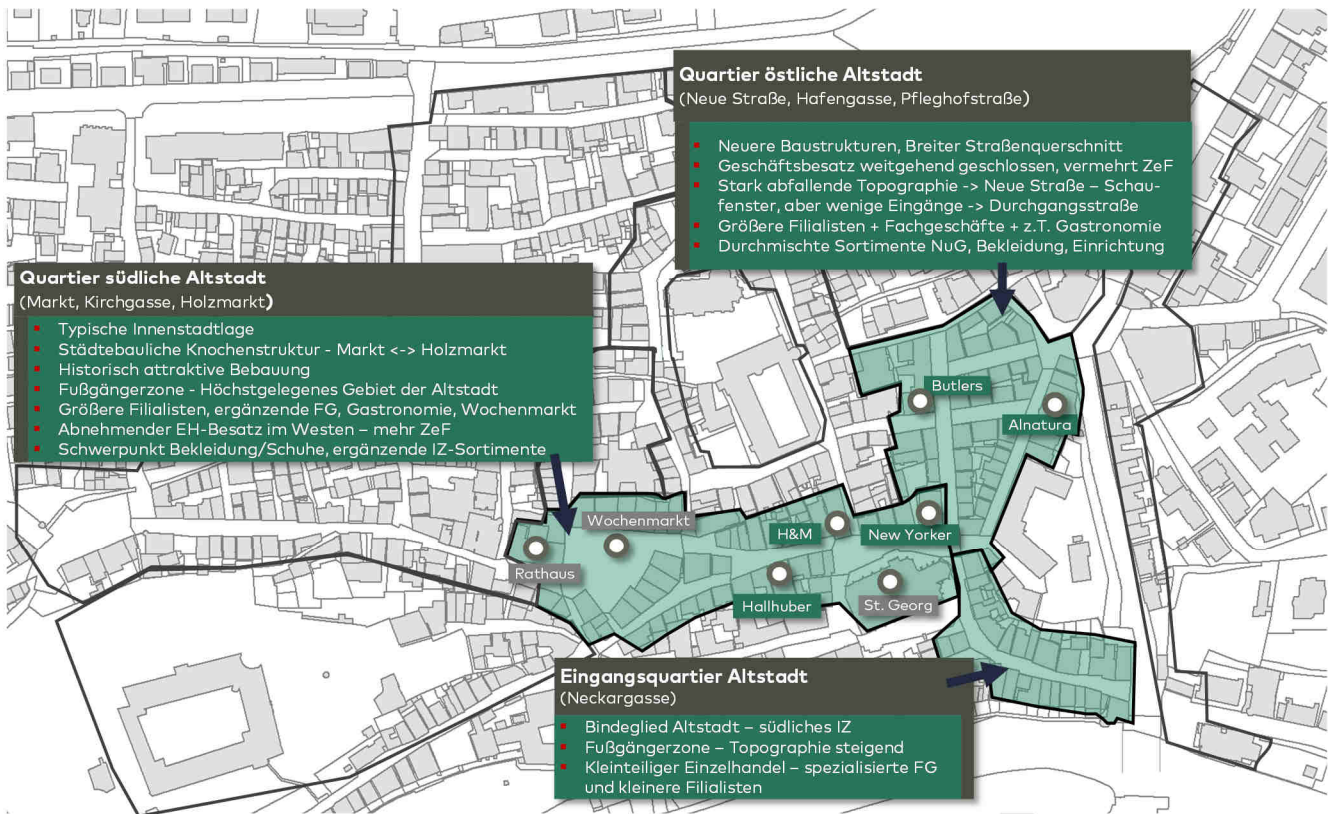 Quartier östliche Altstadt
(Neue Straße, Hafengasse, Pfleghofstraße)
Neuere Baustrukturen, Breiter Straßenquerschnitt
Geschäftsbesatz weitgehend geschlossen, vermehrt ZeF
Stark abfallende Topographie -> Neue Straße – Schau-
fenster, aber wenige Eingänge -> Durchgangsstraße
Größere Filialisten + Fachgeschäfte + z.T. Gastronomie
Durchmischte Sortimente NuG, Bekleidung, Einrichtung
Quartier südliche Altstadt
(Markt, Kirchgasse, Holzmarkt)
Typische Innenstadtlage
Städtebauliche Knochenstruktur - Markt <-> Holzmarkt
Historisch attraktive Bebauung
Fußgängerzone - Höchstgelegenes Gebiet der Altstadt
Größere Filialisten, ergänzende FG, Gastronomie, Wochenmarkt
Abnehmender EH-Besatz im Westen – mehr ZeF
Schwerpunkt Bekleidung/Schuhe, ergänzende IZ-Sortimente
Butlers
Alnatura
Wochenmarkt
H&M
New Yorker
Rathaus
Hallhuber
St. Georg
Eingangsquartier Altstadt
(Neckargasse)
Bindeglied Altstadt – südliches IZ
Fußgängerzone – Topographie steigend
Kleinteiliger Einzelhandel – spezialisierte FG
und kleinere Filialisten